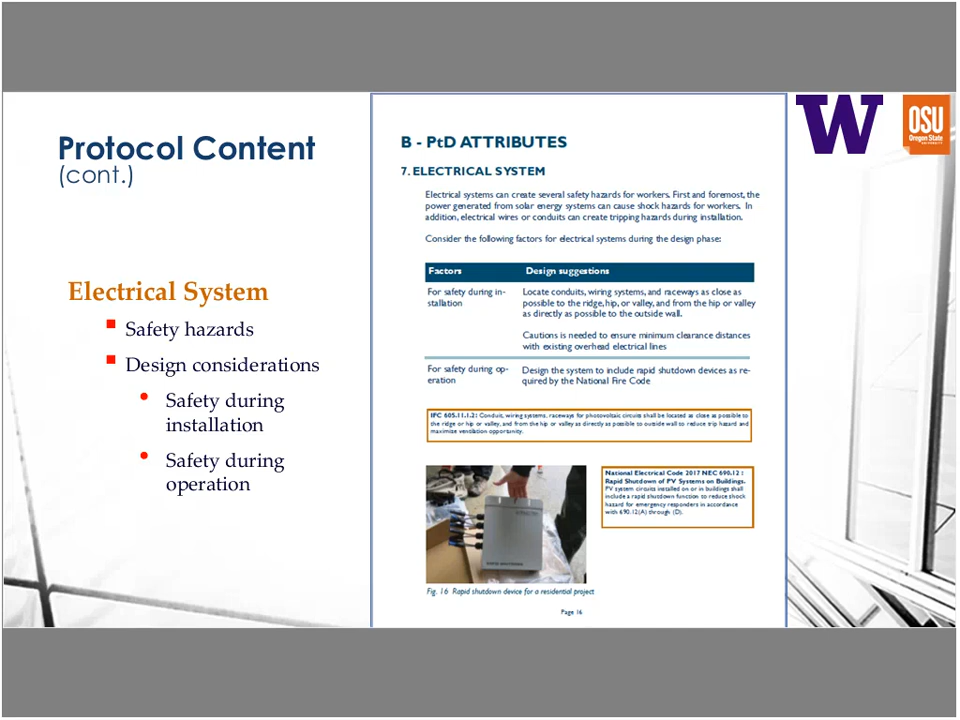 Protocol Content
(cont.)
Electrical System
Safety hazards
Design considerations
Safety during
installation
Safety during
operation
B - PtD ATTRIBUTES
7. ELECTRICAL SYSTEM
Electrical systems can create several safety hazards for workers. First and foremost, the
power generated from solar energy systems can cause shock hazards for workers. In
addition, electrical wires or conduits can create tripping hazards during installation.
Consider the following factors for electrical systems during the design phase:
Factors Design suggestions
For safety during in-
stallation
Locate conduits, wiring systems, and raceways as close as
possible to the ridge, hip, or valley, and from the hip or valley
as directly as possible to the outside wall.
Cautions is needed to ensure minimum clearance distances
with existing overhead electrical lines
For safety during op-
eration
Design the system to include rapid shutdown devices as re-
quired by the National Fire Code
IFC 605.11.1.2: Conduit, wiring systems, raceways for photovoltaic circuits shall be located as close as possible to
the ridge or hip or valley, and from the hip or valley as directly as possible to outside wall to reduce trip hazard and
maximize ventilation opportunity.
National Electrical Code 2017 NEC 690.12 :
Rapid Shutdown of PV Systems on Buildings.
PV system circuits installed on or in buildings shall
include a rapid shutdown function to reduce shock
hazard for emergency responders in accordance
with 690.12(A) through (D).
Fig. 16 Rapid shutdown device for a residential project
Page 16
W
OSU
Oregon State
UNIVERSITY